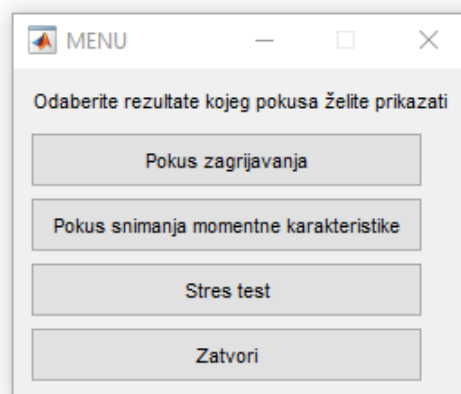 MENU
Odaberite rezultate kojeg pokusa želite prikazati
Pokus zagrijavanja
Pokus snimanja momentne karakteristike
Stres test
Zatvori